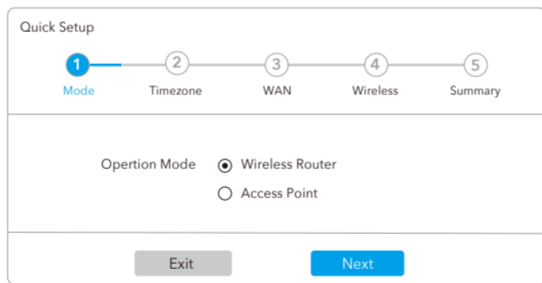 Quick Setup
1 2 3 4 5
Mode Timezone WAN Wireless Summary
Opertion Mode Wireless Router
Access Point
Exit Next